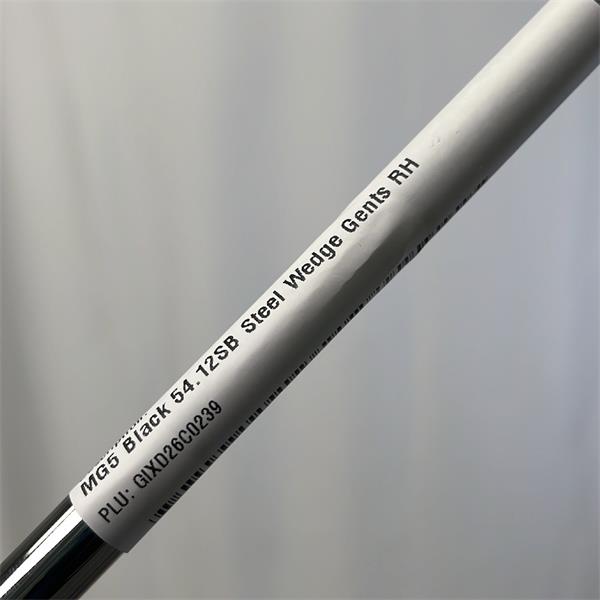 MG5 Black 54.12SB Steel Wedge Gents RH
PLU: GIXD26C0239